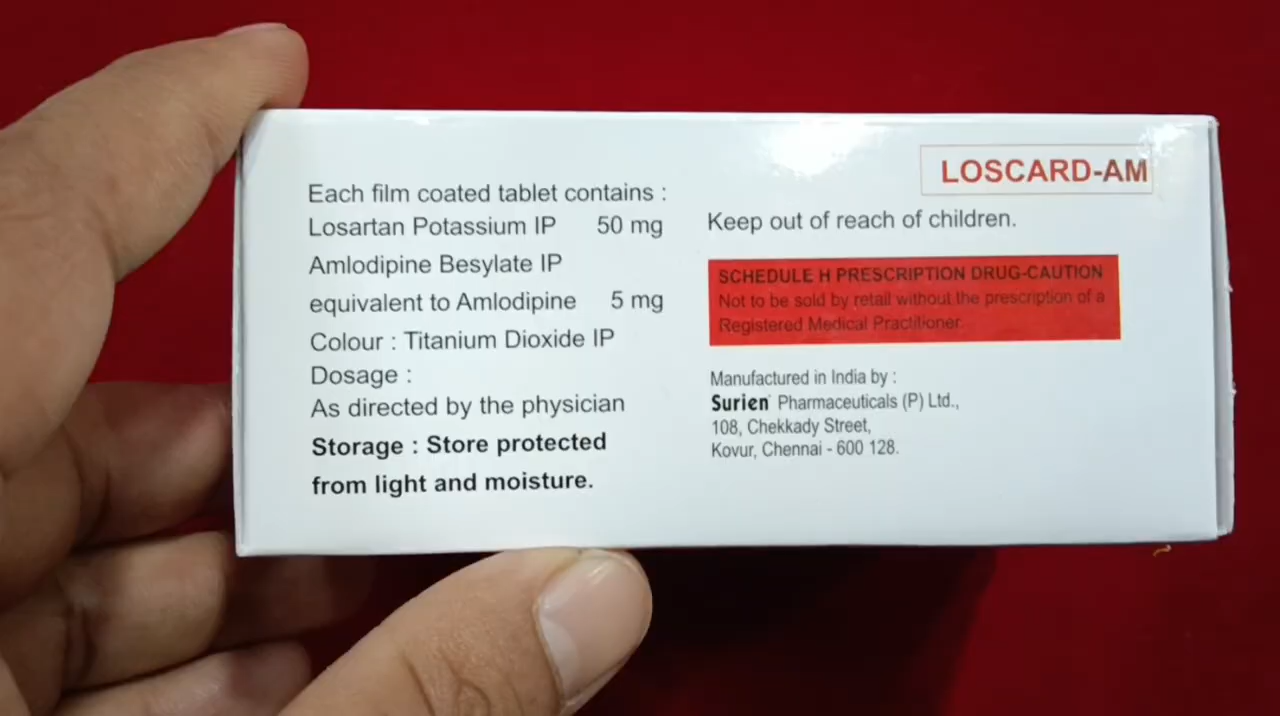 Each film coated tablet contains :
Losartan Potassium IP 50 mg
Amlodipine Besylate IP
equivalent to Amlodipine 5 mg
Colour : Titanium Dioxide IP
Dosage :
As directed by the physician
Storage : Store protected
from light and moisture.
LOSCARD-AM
Keep out of reach of children.
SCHEDULE H PRESCRIPTION DRUG-CAUTION
Not to be sold by retail without the prescription of a
Registered Medical Practitioner.
Manufactured in India by :
Surien Pharmaceuticals (P) Ltd.,
108, Chekkady Street,
Kovur, Chennai - 600 128.